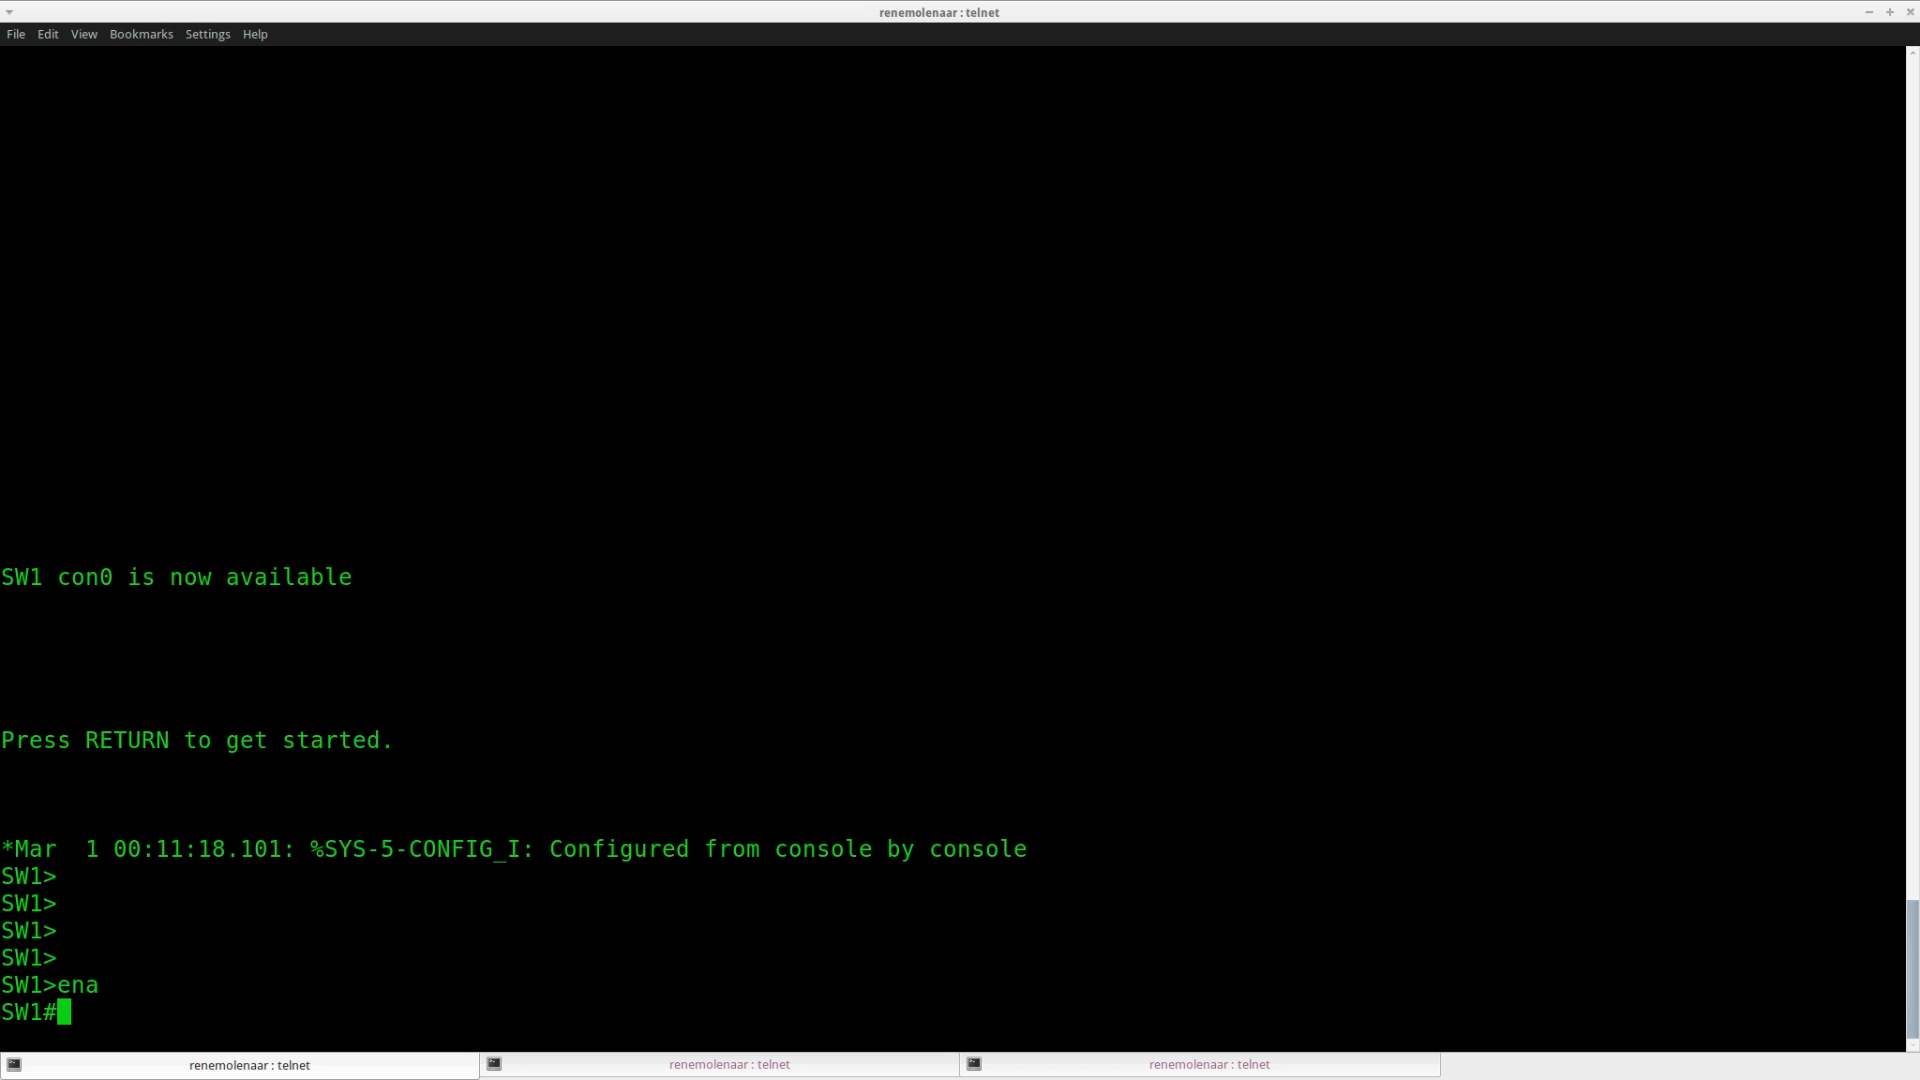 renemolenaar : telnet
File Edit View Bookmarks Settings Help
SW1 con0 is now available
Press RETURN to get started.
*Mar  1 00:11:18.101: %SYS-5-CONFIG_I: Configured from console by console
SW1>
SW1>
SW1>
SW1>
SW1>ena
SW1#
renemolenaar : telnet renemolenaar : telnet renemolenaar : telnet